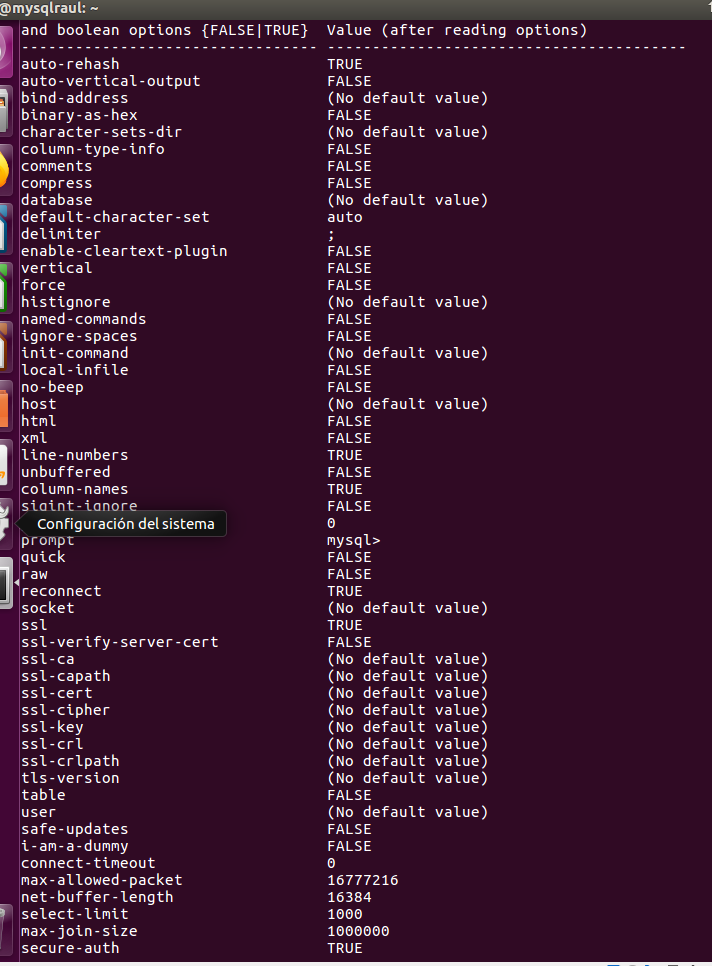 @mysqlraul: ~
and boolean options {FALSE|TRUE}  Value (after reading options)
--------------------------------- ----------------------------------------
auto-rehash                       TRUE
auto-vertical-output              FALSE
bind-address                      (No default value)
binary-as-hex                     FALSE
character-sets-dir                (No default value)
column-type-info                  FALSE
comments                          FALSE
compress                          FALSE
database                          (No default value)
default-character-set             auto
delimiter                         ;
enable-cleartext-plugin           FALSE
vertical                          FALSE
force                             FALSE
histignore                        (No default value)
named-commands                    FALSE
ignore-spaces                     FALSE
init-command                      (No default value)
local-infile                      FALSE
no-beep                           FALSE
host                              (No default value)
html                              FALSE
xml                               FALSE
line-numbers                      TRUE
unbuffered                        FALSE
column-names                      TRUE
sigint-ignore                     FALSE
Configuración del sistema         0
prompt                            mysql>
quick                             FALSE
raw                               FALSE
reconnect                         TRUE
socket                            (No default value)
ssl                               TRUE
ssl-verify-server-cert            FALSE
ssl-ca                            (No default value)
ssl-capath                        (No default value)
ssl-cert                          (No default value)
ssl-cipher                        (No default value)
ssl-key                           (No default value)
ssl-crl                           (No default value)
ssl-crlpath                       (No default value)
tls-version                       (No default value)
table                             FALSE
user                              (No default value)
safe-updates                      FALSE
i-am-a-dummy                      FALSE
connect-timeout                   0
max-allowed-packet                16777216
net-buffer-length                 16384
select-limit                      1000
max-join-size                     1000000
secure-auth                       TRUE